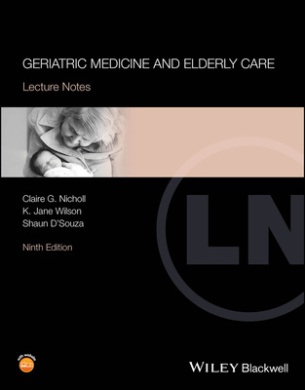 GERIATRIC MEDICINE AND ELDERLY CARE
Lecture Notes
Claire G. Nicholl
K. Jane Wilson
Shaun D'Souza
Ninth Edition
LN
WILEY Blackwell